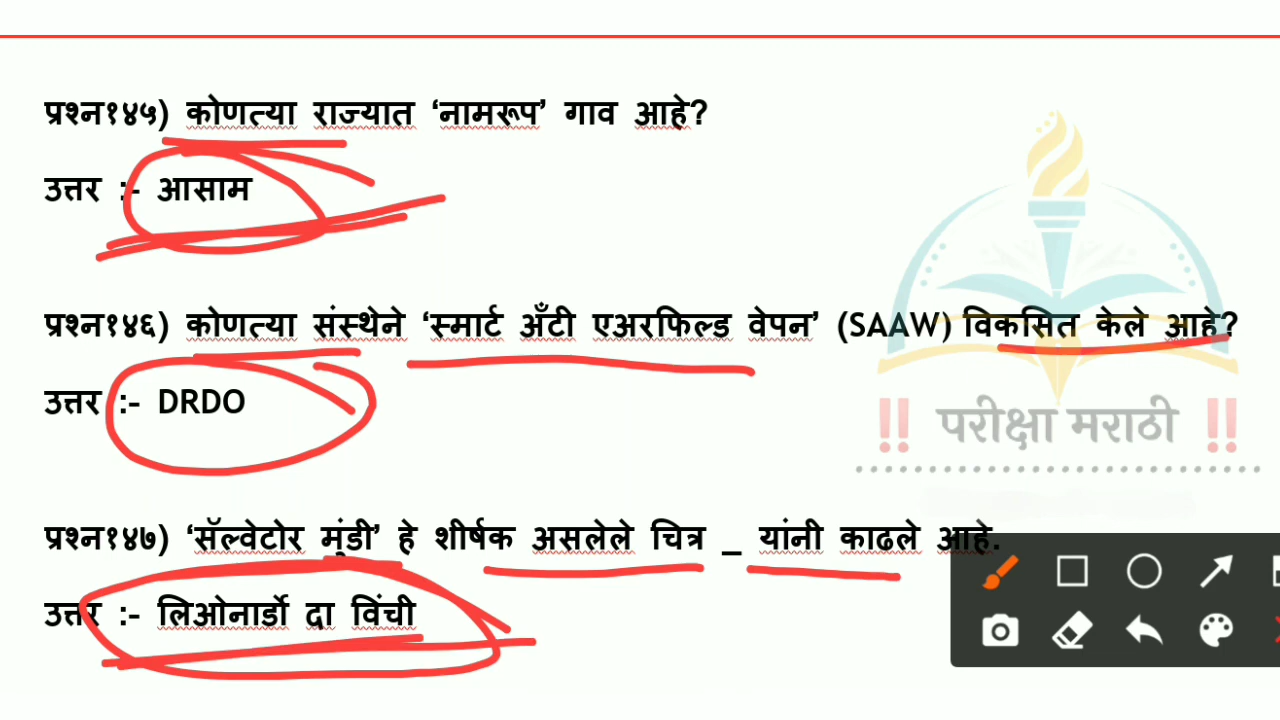 प्रश्न१४५) कोणत्या राज्यात ‘नामरूप’ गाव आहे?
उत्तर :- आसाम
प्रश्न१४६) कोणत्या संस्थेने ‘स्मार्ट अँटी एअरफिल्ड वेपन’ (SAAW) विकसित केले आहे?
उत्तर :- DRDO
!! परीक्षा मराठी !!
प्रश्न१४७) ‘सॅल्वेटोर मुंडी’ हे शीर्षक असलेले चित्र _ यांनी काढले आहे.
उत्तर :- लिओनार्डो दा विंची